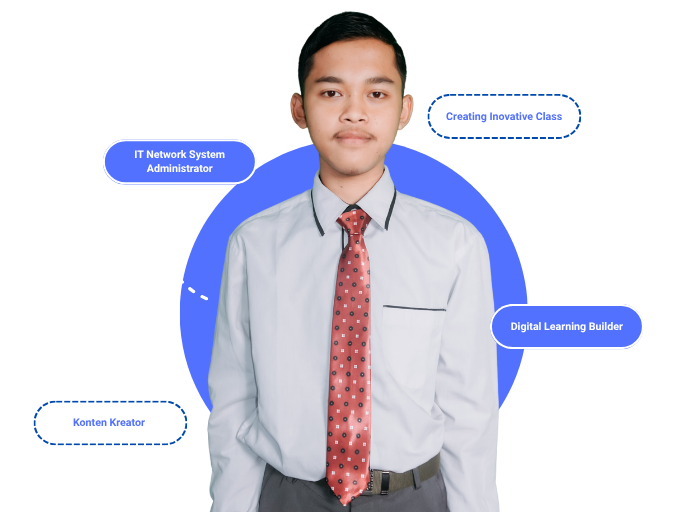 Creating Inovative Class
IT Network System
Administrator
Digital Learning Builder
Konten Kreator